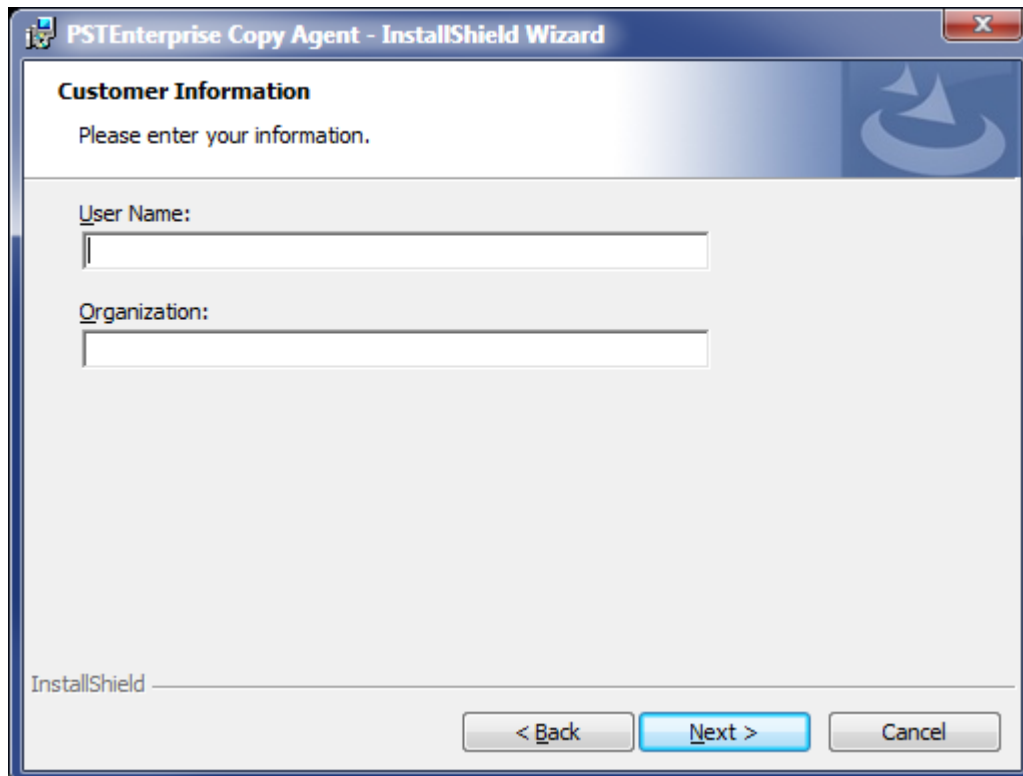 PSTEnterprise Copy Agent - InstallShield Wizard
Customer Information
Please enter your information.
User Name:
Organization:
InstallShield
< Back
Next >
Cancel